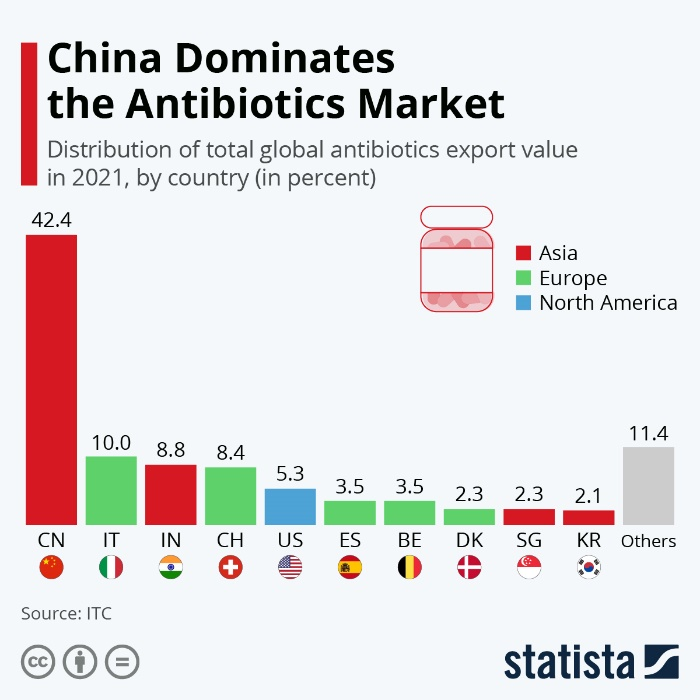 China Dominates
the Antibiotics Market
Distribution of total global antibiotics export value
in 2021, by country (in percent)
Asia
Europe
North America
42.4
10.0
8.8
8.4
5.3
3.5
3.5
2.3
2.3
2.1
11.4
CN IT IN CH US ES BE DK SG KR Others
Source: ITC
cc
statista